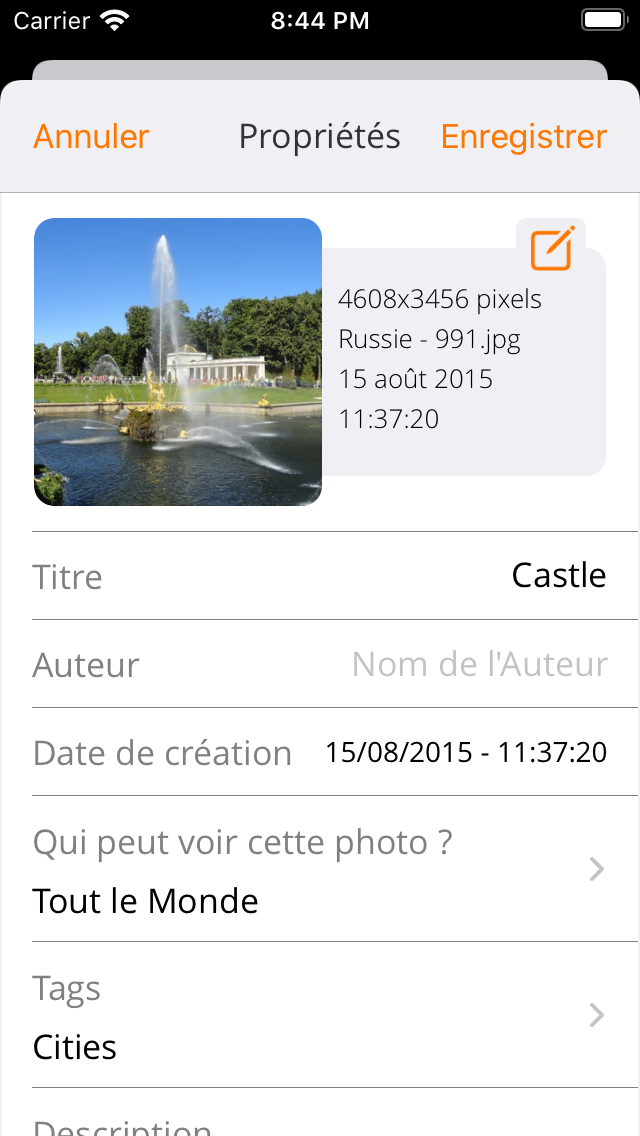 Carrier 8:44 PM
Annuler Propriétés Enregistrer
4608x3456 pixels
Russie - 991.jpg
15 août 2015
11:37:20
Titre Castle
Auteur Nom de l'Auteur
Date de création 15/08/2015 - 11:37:20
Qui peut voir cette photo ?
Tout le Monde
Tags
Cities
Description